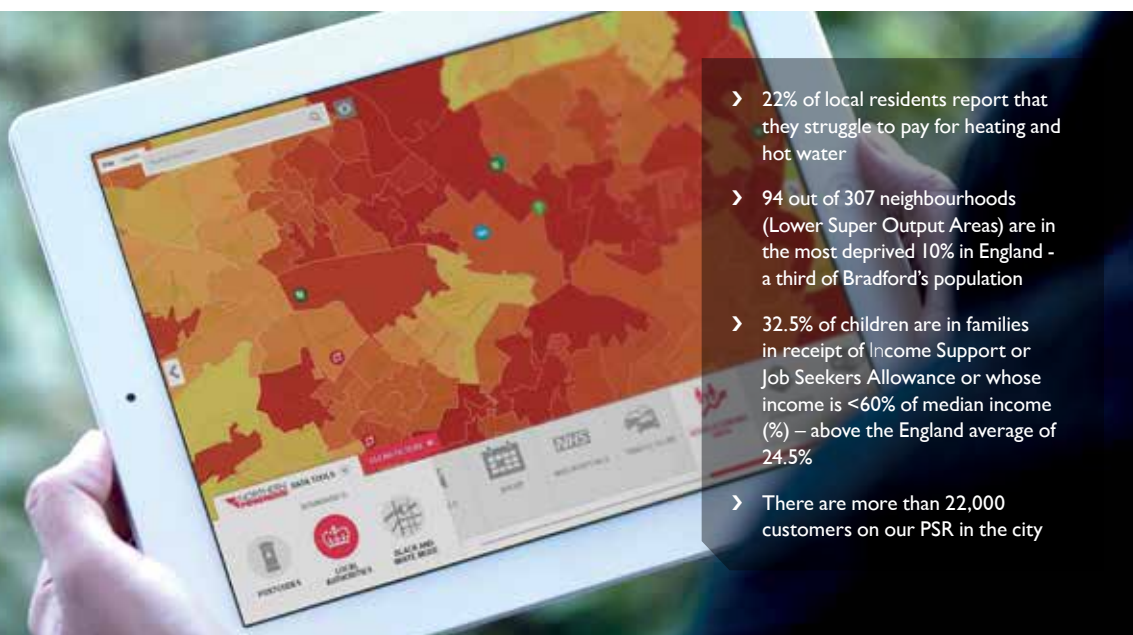 › 22% of local residents report that
they struggle to pay for heating and
hot water
› 94 out of 307 neighbourhoods
(Lower Super Output Areas) are in
the most deprived 10% in England -
a third of Bradford's population
› 32.5% of children are in families
in receipt of Income Support or
Job Seekers Allowance or whose
income is <60% of median income
(%) – above the England average of
24.5%
› There are more than 22,000
customers on our PSR in the city
NORTHERN
POWERGRID
DATA TOOLS
NHS
POSTCODES
LOCAL
AUTHORITIES
BLACK AND
WHITE MODE